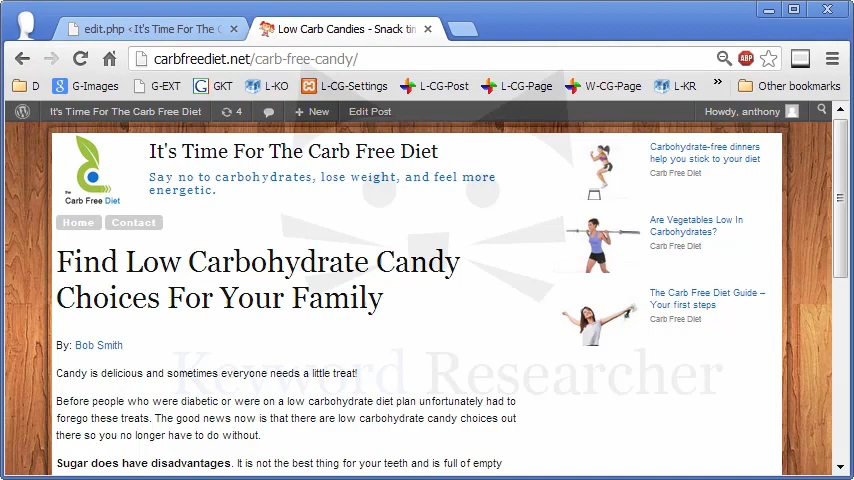 edit.php < It's Time For The C
Low Carb Candies - Snack tim
carbfreediet.net/carb-free-candy/
ABP
D
G-Images
G-EXT
GKT
L-KO
L-CG-Settings
L-CG-Post
L-CG-Page
W-CG-Page
L-KR
»
Other bookmarks
It's Time For The Carb Free Diet
4
+ New
Edit Post
Howdy, anthony
the
Carb Free Diet
It's Time For The Carb Free Diet
Say no to carbohydrates, lose weight, and feel more
energetic.
Home
Contact
Find Low Carbohydrate Candy
Choices For Your Family
By: Bob Smith
Candy is delicious and sometimes everyone needs a little treat!
Before people who were diabetic or were on a low carbohydrate diet plan unfortunately had to
forego these treats. The good news now is that there are low carbohydrate candy choices out
there so you no longer have to do without.
Sugar does have disadvantages. It is not the best thing for your teeth and is full of empty
Carbohydrate-free dinners
help you stick to your diet
Carb Free Diet
Are Vegetables Low In
Carbohydrates?
Carb Free Diet
The Carb Free Diet Guide –
Your first steps
Carb Free Diet
Keyword Researcher